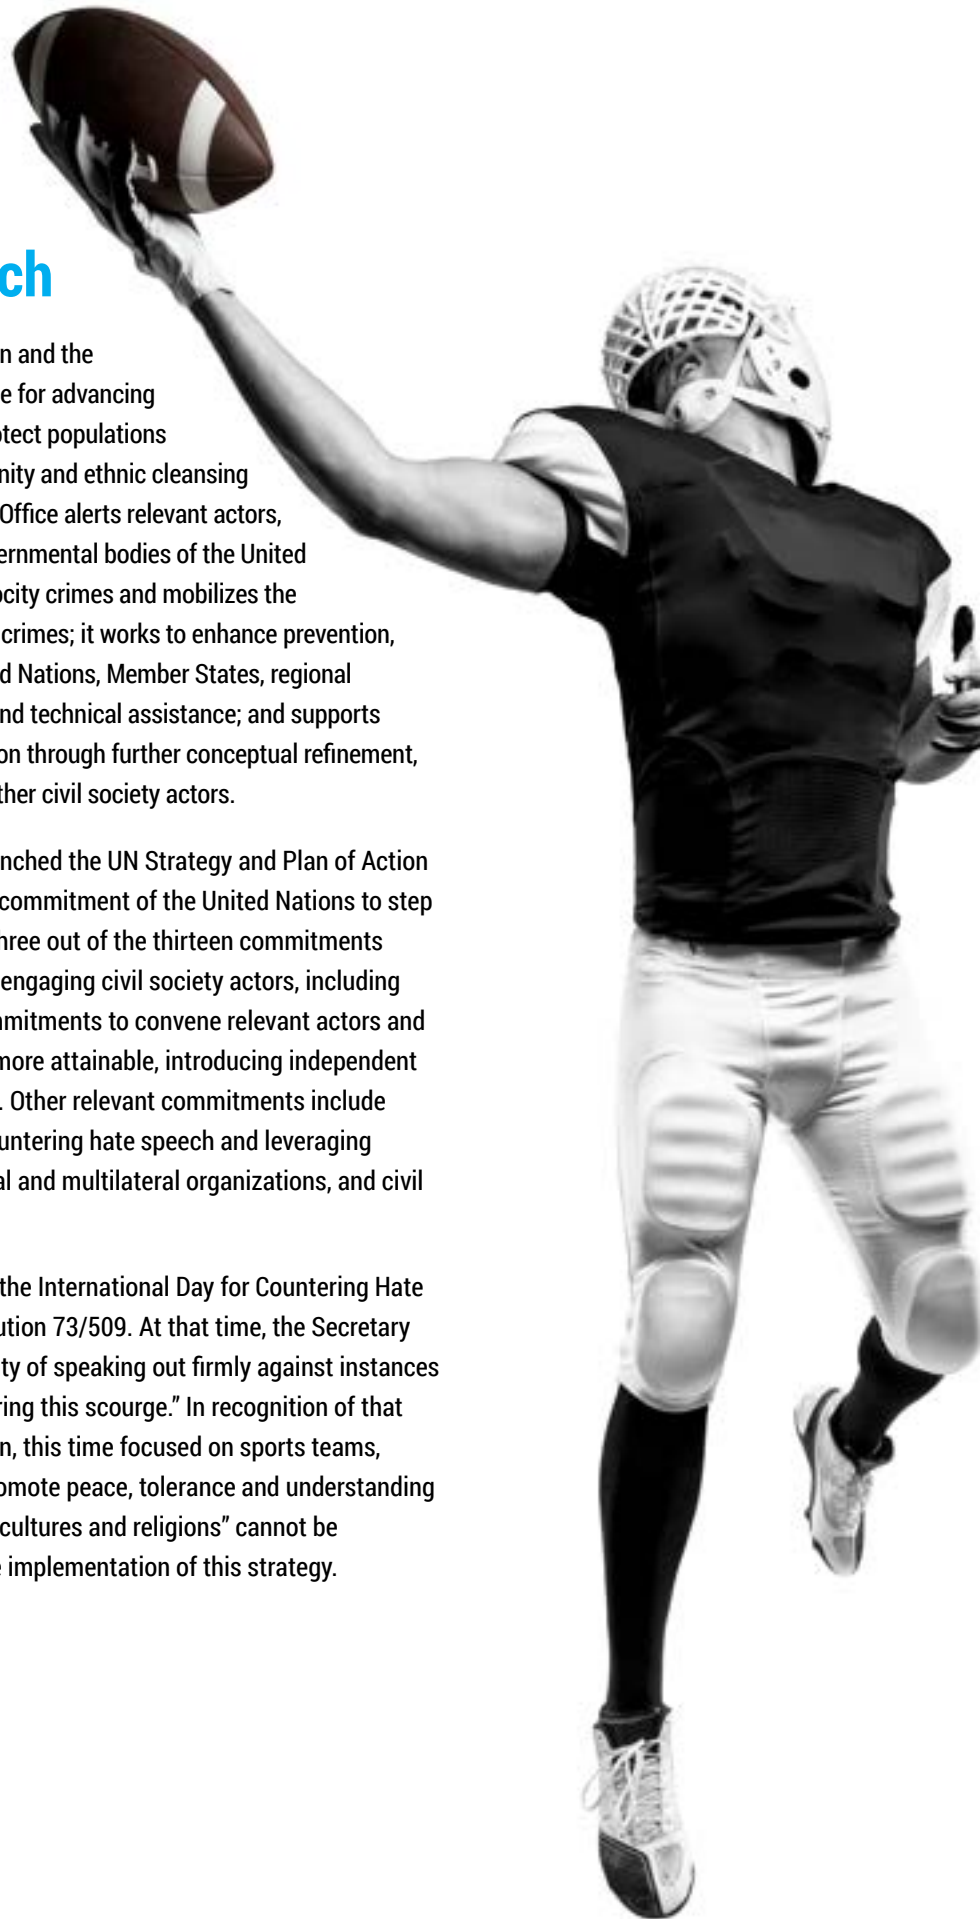 ch
n and the
e for advancing
otect populations
nity and ethnic cleansing
Office alerts relevant actors,
ernmental bodies of the United
ocity crimes and mobilizes the
crimes; it works to enhance prevention,
d Nations, Member States, regional
nd technical assistance; and supports
on through further conceptual refinement,
ther civil society actors.
nched the UN Strategy and Plan of Action
commitment of the United Nations to step
hree out of the thirteen commitments
engaging civil society actors, including
nmitments to convene relevant actors and
more attainable, introducing independent
. Other relevant commitments include
untering hate speech and leveraging
al and multilateral organizations, and civil
the International Day for Countering Hate
ution 73/509. At that time, the Secretary
ty of speaking out firmly against instances
ring this scourge.” In recognition of that
n, this time focused on sports teams,
omote peace, tolerance and understanding
cultures and religions” cannot be
e implementation of this strategy.